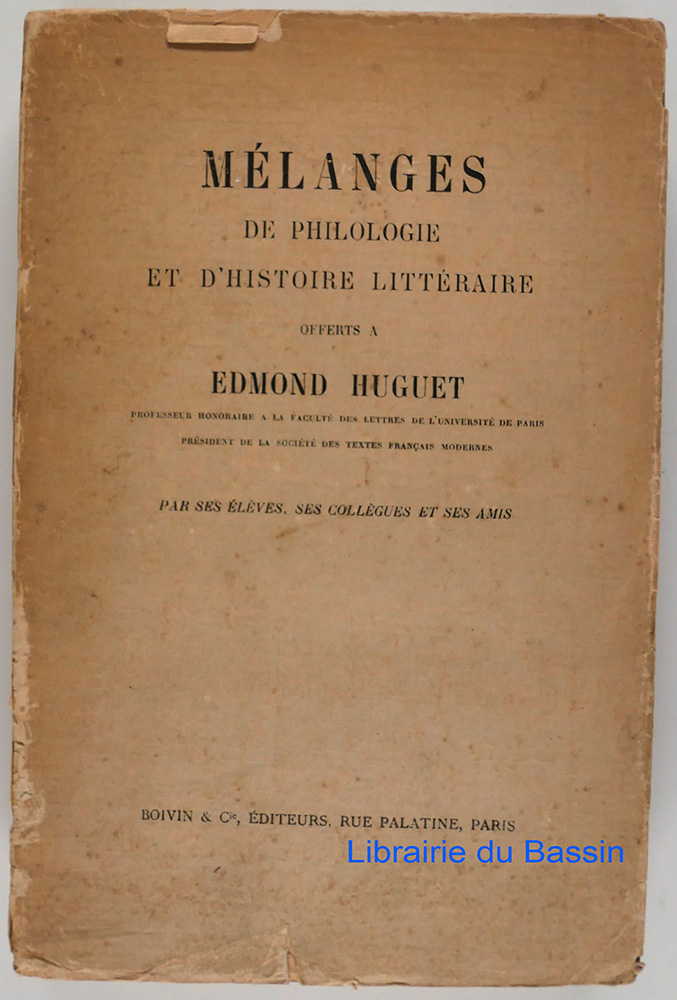 MÉLANGES
DE PHILOLOGIE
ET D'HISTOIRE LITTÉRAIRE
OFFERTS A
EDMOND HUGUET
PROFESSEUR HONORAIRE A LA FACULTÉ DES LETTRES DE L'UNIVERSITÉ DE PARIS
PRÉSIDENT DE LA SOCIÉTÉ DES TEXTES FRANÇAIS MODERNES
PAR SES ÉLÈVES, SES COLLÈGUES ET SES AMIS
BOIVIN & Cie, ÉDITEURS, RUE PALATINE, PARIS
Librairie du Bassin